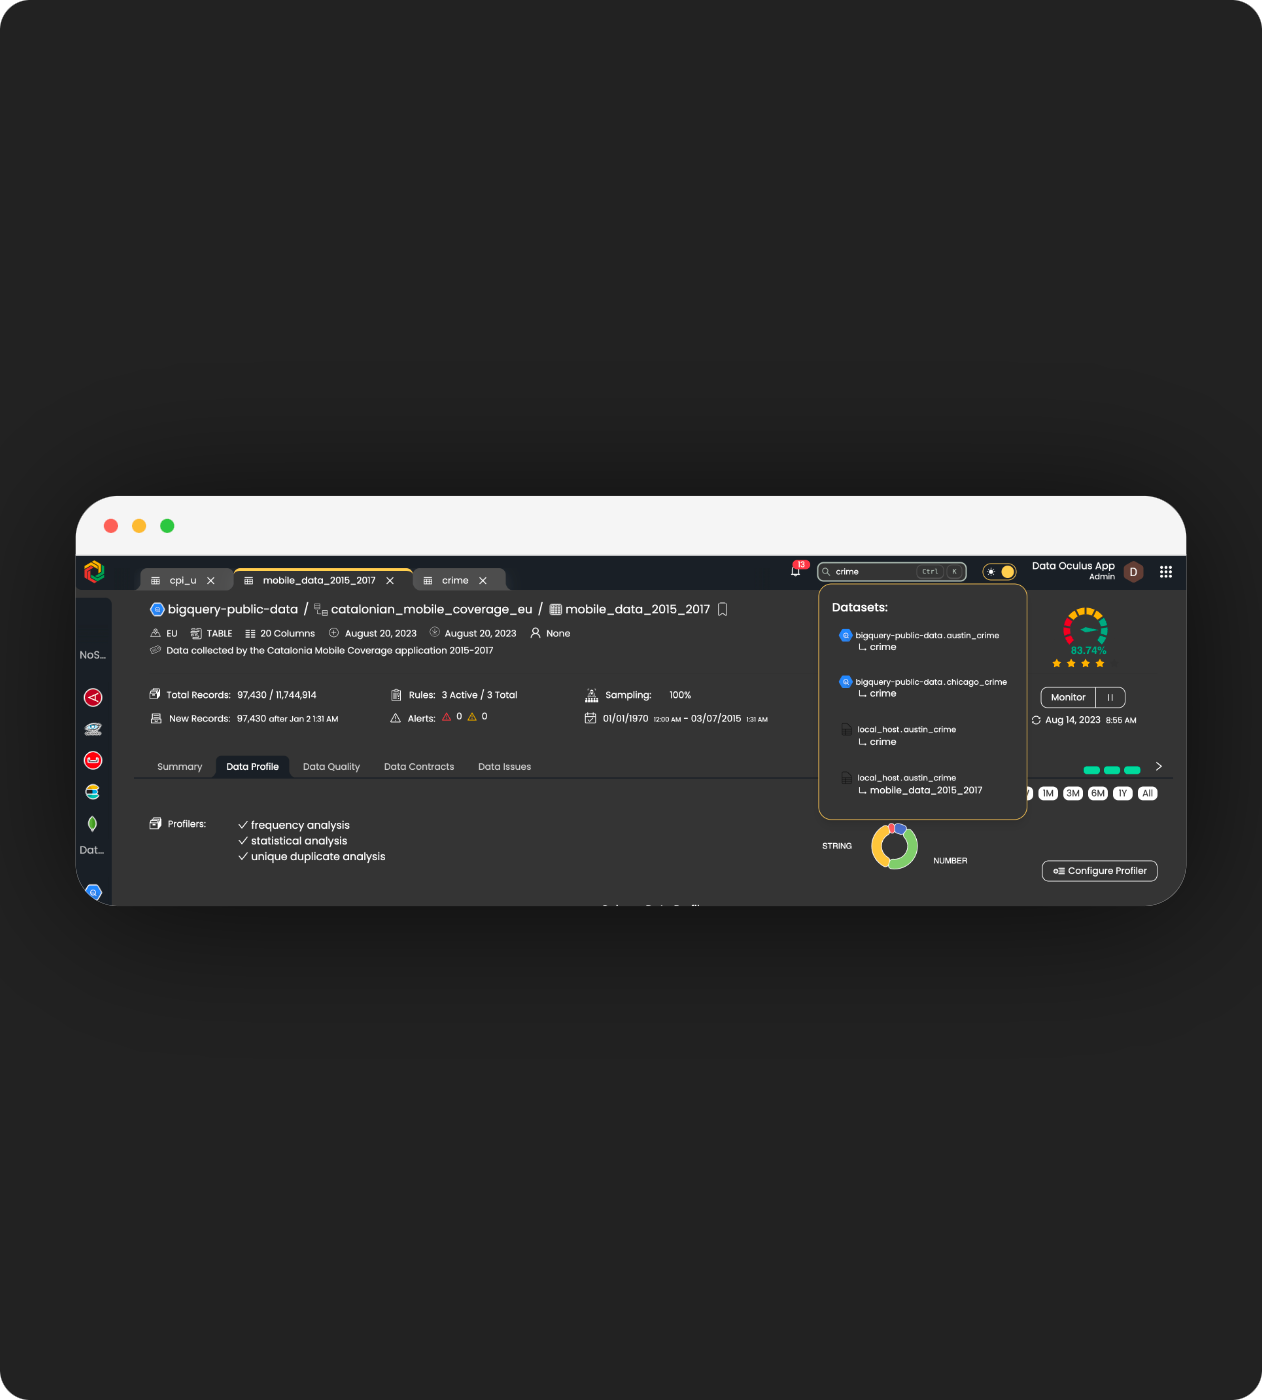 cpi_u
mobile_data_2015_2017
crime
13
crime
Ctrl
K
Data Oculus App
Admin
D
bigquery-public-data / catalonian_mobile_coverage_eu / mobile_data_2015_2017
EU
TABLE
20 Columns
August 20, 2023
August 20, 2023
None
Data collected by the Catalonia Mobile Coverage application 2015-2017
NoS...
Dat...
Total Records: 97,430 / 11,744,914
Rules: 3 Active / 3 Total
Sampling: 100%
New Records: 97,430 after Jan 2 1:31 AM
Alerts: 0 0
01/01/1970 12:00 AM - 03/07/2015 1:31 AM
Datasets:
bigquery-public-data.austin_crime
crime
bigquery-public-data.chicago_crime
crime
local_host.austin_crime
crime
local_host.austin_crime
mobile_data_2015_2017
83.74%
Monitor
Aug 14, 2023 8:55 AM
Summary
Data Profile
Data Quality
Data Contracts
Data Issues
1M
3M
6M
1Y
All
Profilers:
frequency analysis
statistical analysis
unique duplicate analysis
STRING
NUMBER
Configure Profiler